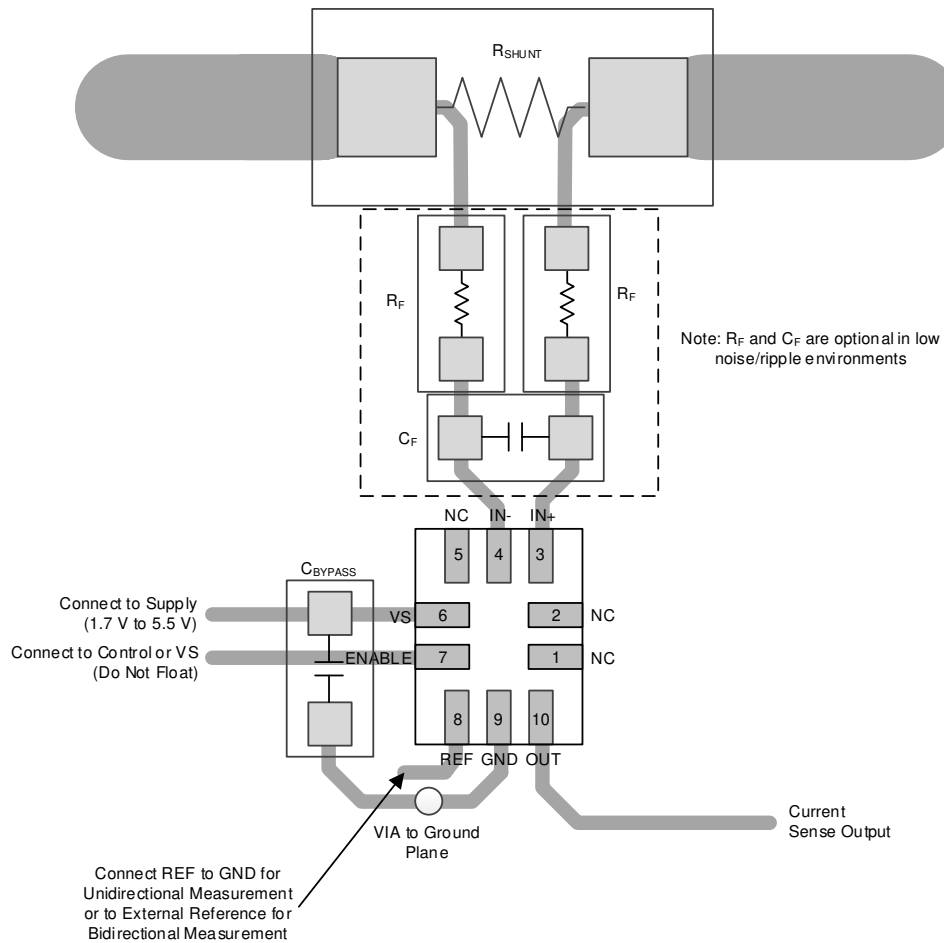 RSHUNT
RF
RF
Note: RF and CF are optional in low
noise/ripple environments
CF
NC
IN-
IN+
5
4
3
CBYPASS
Connect to Supply
(1.7 V to 5.5 V)
VS
6
2
NC
Connect to Control or VS
(Do Not Float)
ENABLE
7
1
NC
8
9
10
REF
GND
OUT
VIA to Ground
Plane
Current
Sense Output
Connect REF to GND for
Unidirectional Measurement
or to External Reference for
Bidirectional Measurement